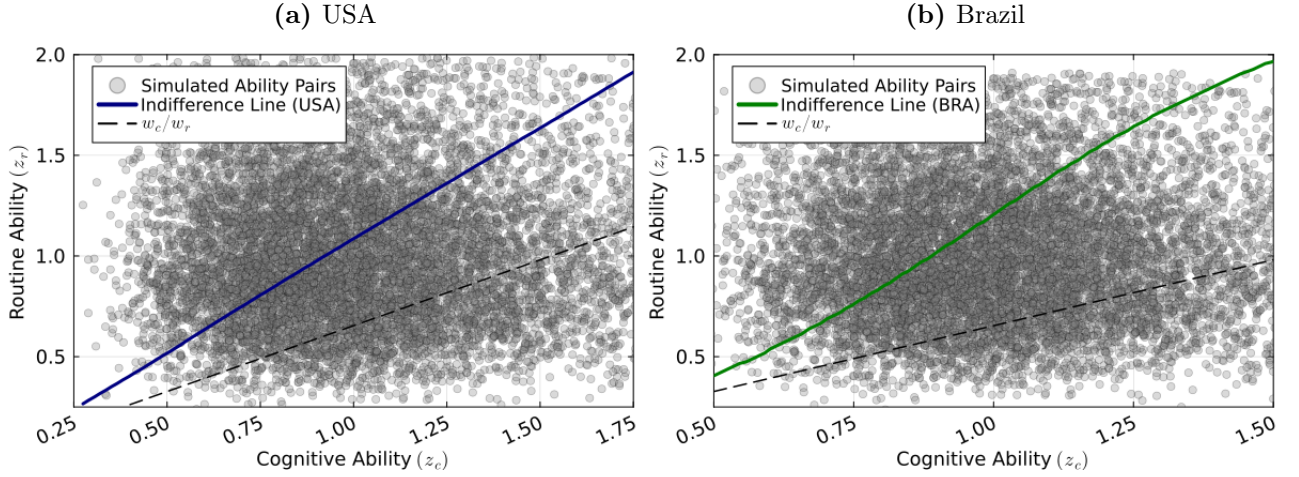 (a) USA
2.0
1.5
1.0
0.5
Routine Ability (z_r)
Simulated Ability Pairs
Indifference Line (USA)
w_c/w_r
0.25 0.50 0.75 1.00 1.25 1.50 1.75
Cognitive Ability (z_c)
(b) Brazil
2.0
1.5
1.0
0.5
Routine Ability (z_r)
Simulated Ability Pairs
Indifference Line (BRA)
w_c/w_r
0.50 0.75 1.00 1.25 1.50
Cognitive Ability (z_c)